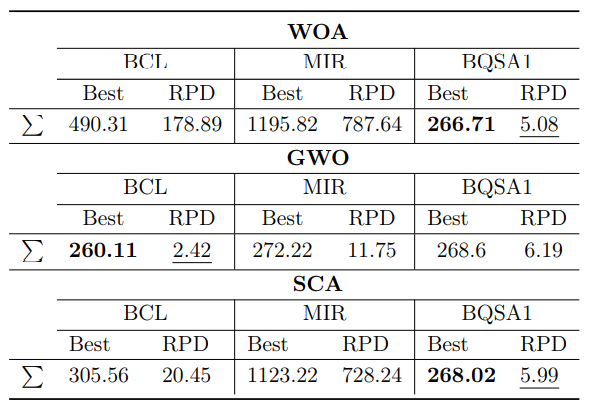 WOA
BCL MIR BQSA1
Best RPD Best RPD Best RPD
∑ 490.31 178.89 1195.82 787.64 266.71 5.08
GWO
BCL MIR BQSA1
Best RPD Best RPD Best RPD
∑ 260.11 2.42 272.22 11.75 268.6 6.19
SCA
BCL MIR BQSA1
Best RPD Best RPD Best RPD
∑ 305.56 20.45 1123.22 728.24 268.02 5.99